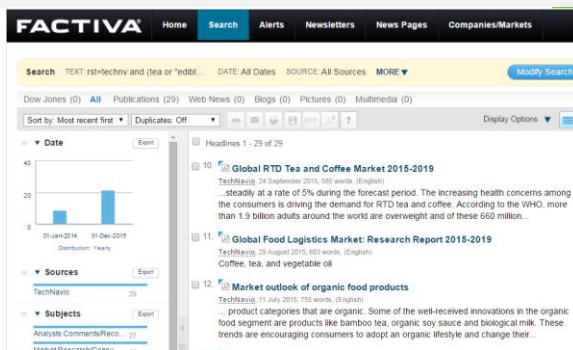 FACTIVA
Home Search Alerts Newsletters News Pages Companies/Markets
Search TEXT: rst=technv and (tea or "edibl... DATE: All Dates SOURCE: All Sources MORE ▼ Modify Search
Dow Jones (0) All Publications (29) Web News (0) Blogs (0) Pictures (0) Multimedia (0)
Sort by: Most recent first Duplicates: Off RTF ? Display Options ▼
▼ Date Export
40
20
0
01-Jan-2014 31-Dec-2015
Distribution: Yearly
▼ Sources Export
TechNavio 29
▼ Subjects Export
Analysts Comments/Reco... 27
Headlines 1 - 29 of 29
10. Global RTD Tea and Coffee Market 2015-2019
TechNavio, 24 September 2015, 585 words, (English)
...steadily at a rate of 5% during the forecast period. The increasing health concerns among
the consumers is driving the demand for RTD tea and coffee. According to the WHO, more
than 1.9 billion adults around the world are overweight and of these 660 million...
11. Global Food Logistics Market: Research Report 2015-2019
TechNavio, 29 August 2015, 603 words, (English)
Coffee, tea, and vegetable oil
12. Market outlook of organic food products
TechNavio, 11 July 2015, 755 words, (English)
... product categories that are organic. Some of the well-received innovations in the organic
food segment are products like bamboo tea, organic soy sauce and biological milk. These
trends are encouraging consumers to adopt an organic lifestyle and change their...